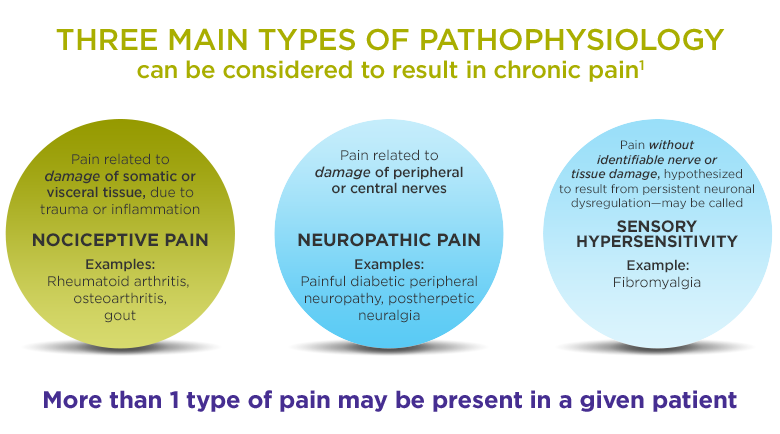 THREE MAIN TYPES OF PATHOPHYSIOLOGY
can be considered to result in chronic pain¹
Pain related to
damage of somatic or
visceral tissue, due to
trauma or inflammation
NOCICEPTIVE PAIN
Examples:
Rheumatoid arthritis,
osteoarthritis,
gout
Pain related to
damage of peripheral
or central nerves
NEUROPATHIC PAIN
Examples:
Painful diabetic peripheral
neuropathy, postherpetic
neuralgia
Pain without
identifiable nerve or
tissue damage, hypothesized
to result from persistent neuronal
dysregulation—may be called
SENSORY
HYPERSENSITIVITY
Example:
Fibromyalgia
More than 1 type of pain may be present in a given patient